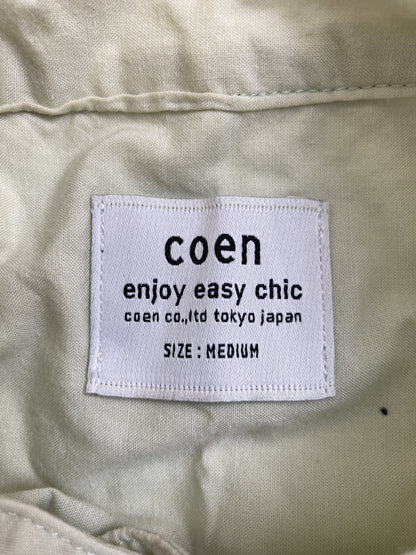 coen
enjoy easy chic
coen co.,ltd tokyo japan
SIZE : MEDIUM